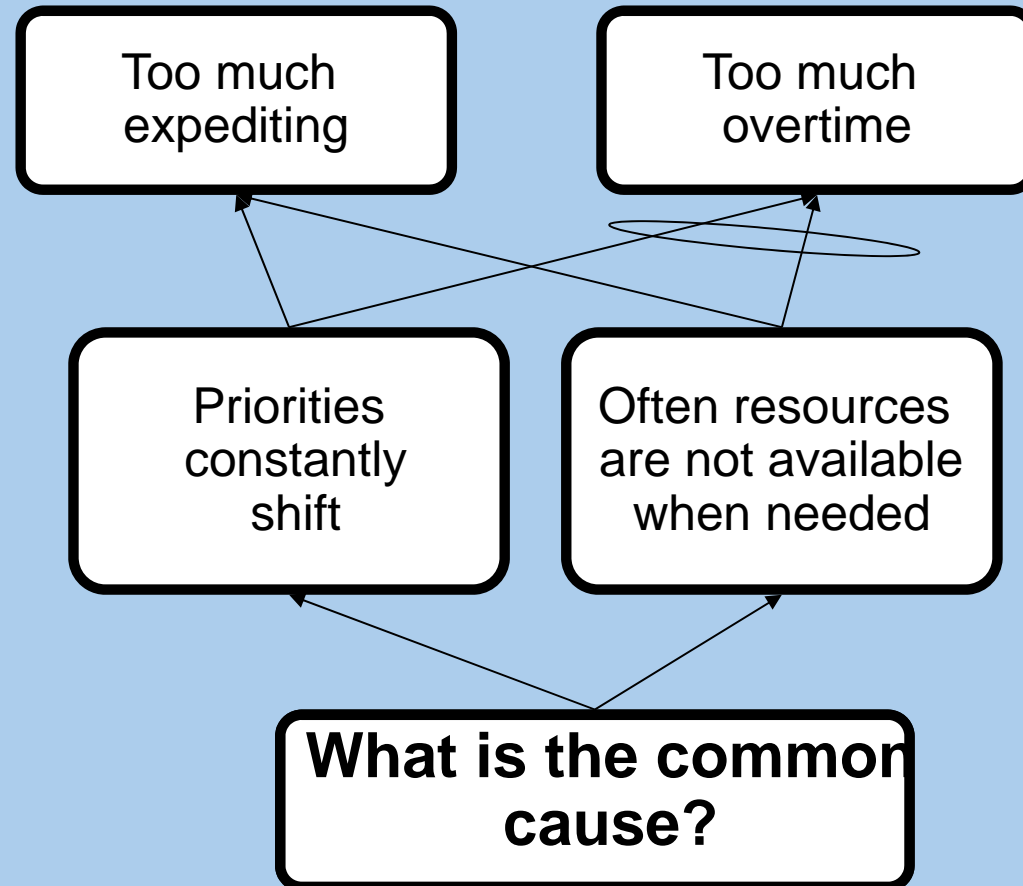 Too much
expediting
Too much
overtime
Priorities
constantly
shift
Often resources
are not available
when needed
What is the common
cause?